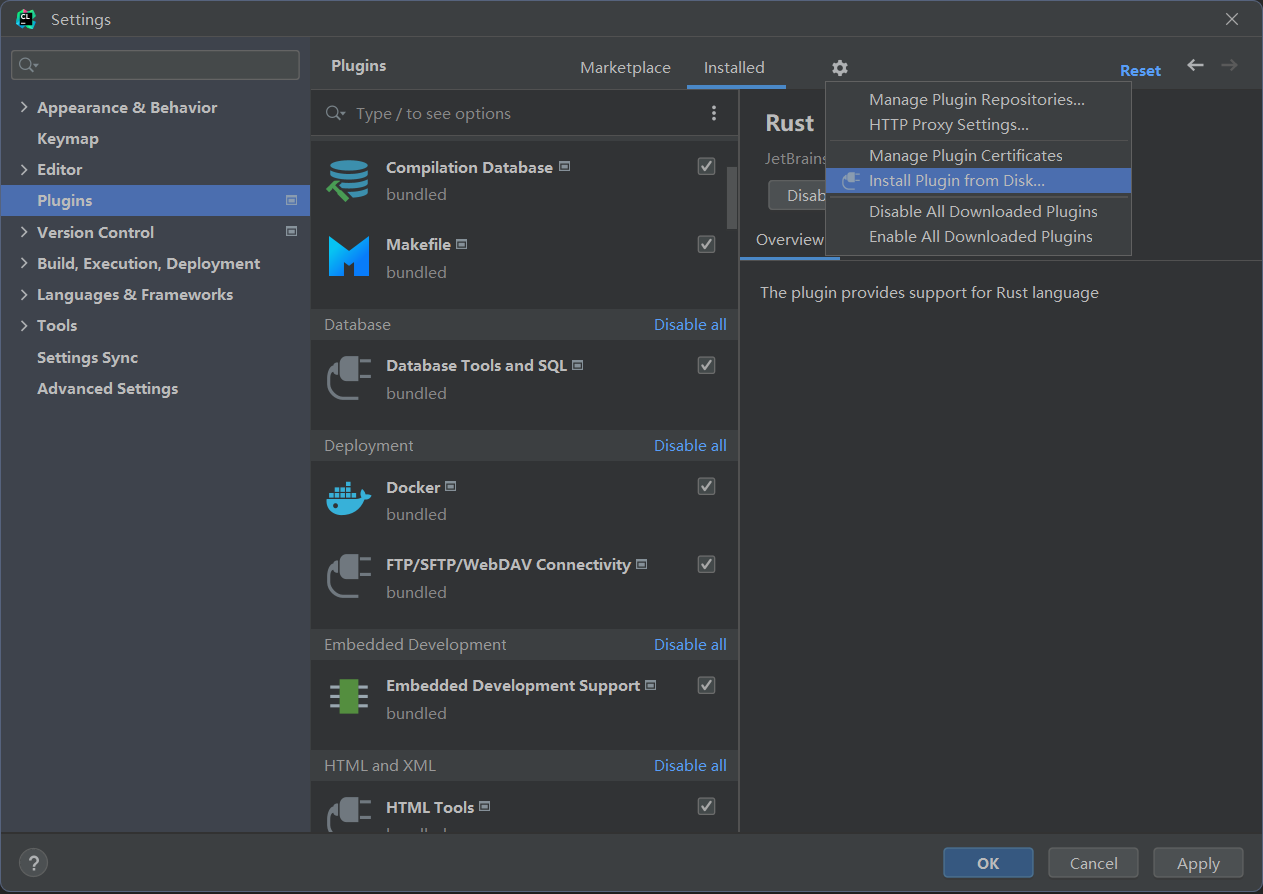 Settings
Appearance & Behavior
Keymap
Editor
Plugins
Version Control
Build, Execution, Deployment
Languages & Frameworks
Tools
Settings Sync
Advanced Settings
Plugins
Marketplace
Installed
Reset
Type / to see options
Compilation Database
bundled
Makefile
bundled
Database
Disable all
Database Tools and SQL
bundled
Deployment
Disable all
Docker
bundled
FTP/SFTP/WebDAV Connectivity
bundled
Embedded Development
Disable all
Embedded Development Support
bundled
HTML and XML
Disable all
HTML Tools
Rust
JetBrains
Disab
Overview
The plugin provides support for Rust language
Manage Plugin Repositories...
HTTP Proxy Settings...
Manage Plugin Certificates
Install Plugin from Disk...
Disable All Downloaded Plugins
Enable All Downloaded Plugins
?
OK
Cancel
Apply